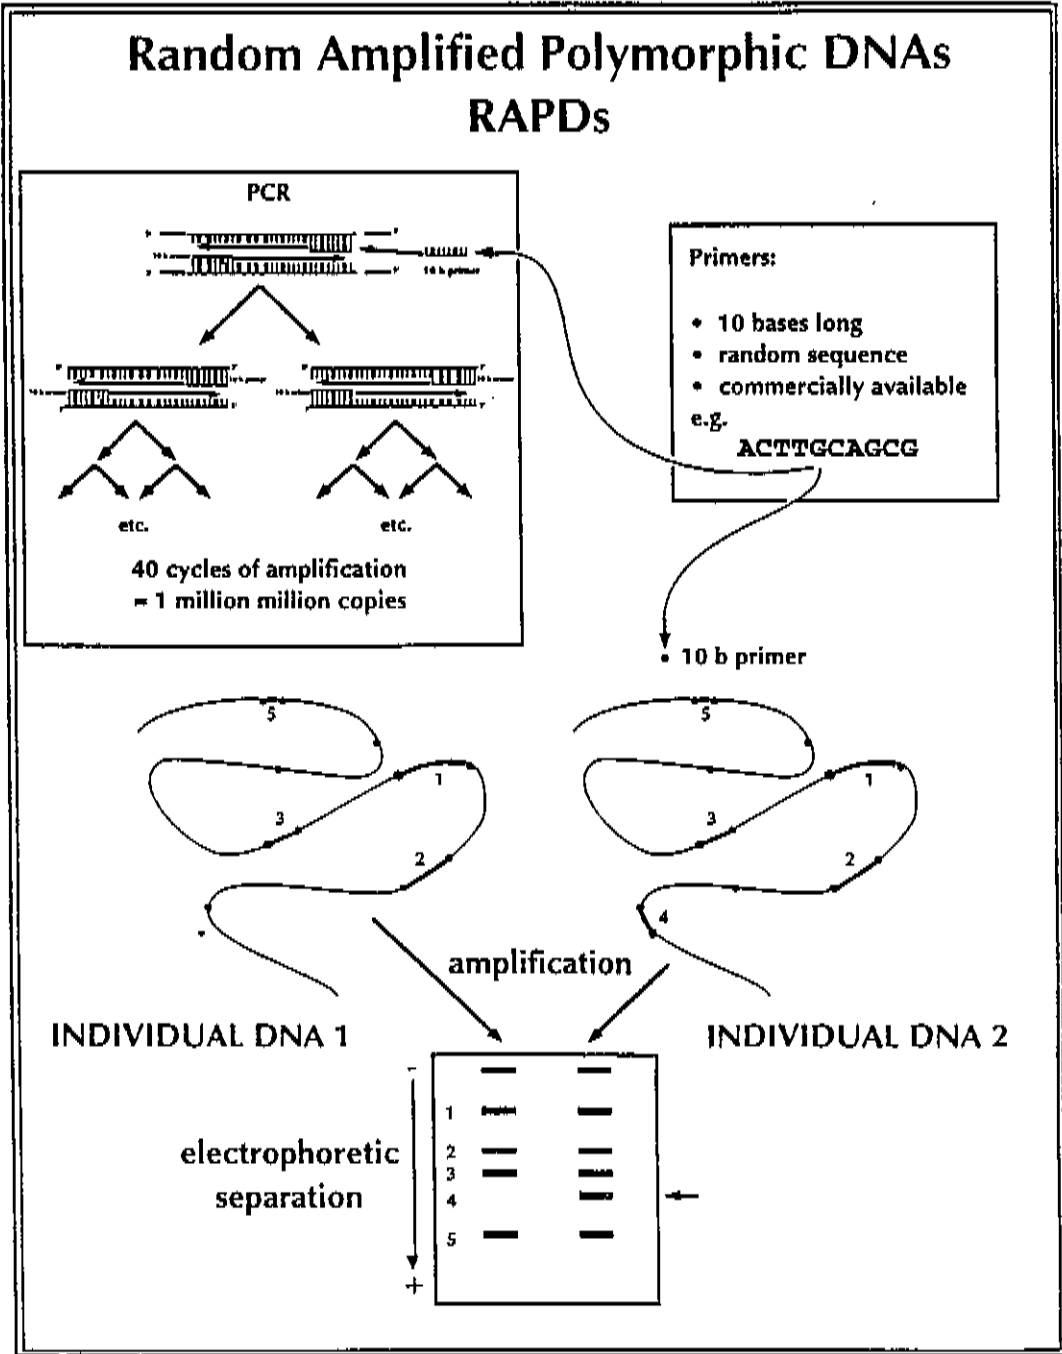 Random Amplified Polymorphic DNAs
RAPDs
PCR
10 b primer
etc.
etc.
40 cycles of amplification
= 1 million million copies
Primers:
• 10 bases long
• random sequence
• commercially available
e.g.
ACTTGCAGCG
• 10 b primer
5
1
3
2
5
1
3
2
4
amplification
INDIVIDUAL DNA 1
INDIVIDUAL DNA 2
-
1
2
3
4
5
+
electrophoretic
separation